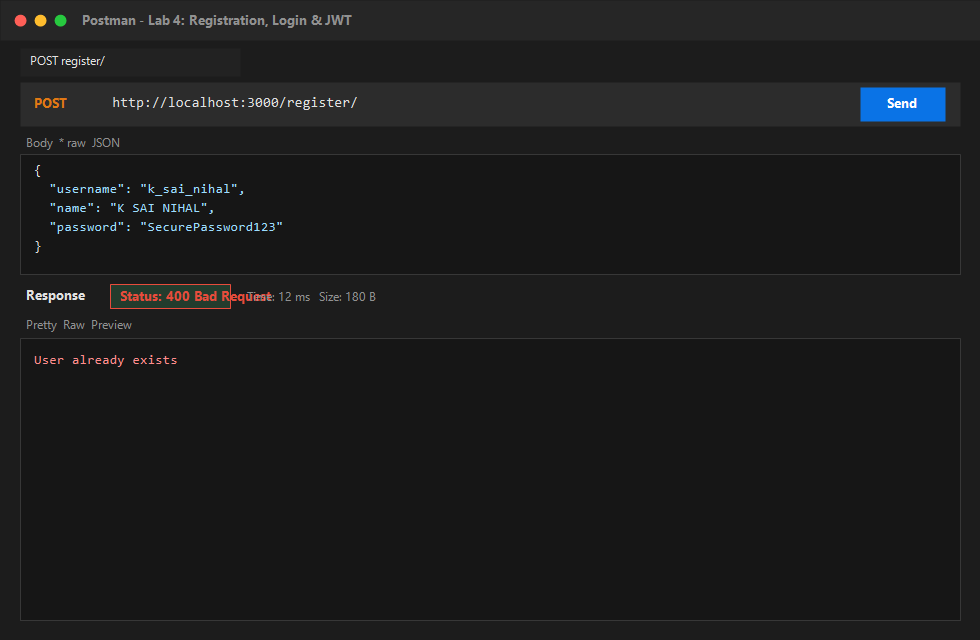 Postman - Lab 4: Registration, Login & JWT
POST register/
POST http://localhost:3000/register/ Send
Body * raw JSON
{
"username": "k_sai_nihal",
"name": "K SAI NIHAL",
"password": "SecurePassword123"
}
Response Status: 400 Bad Request Time: 12 ms Size: 180 B
Pretty Raw Preview
User already exists